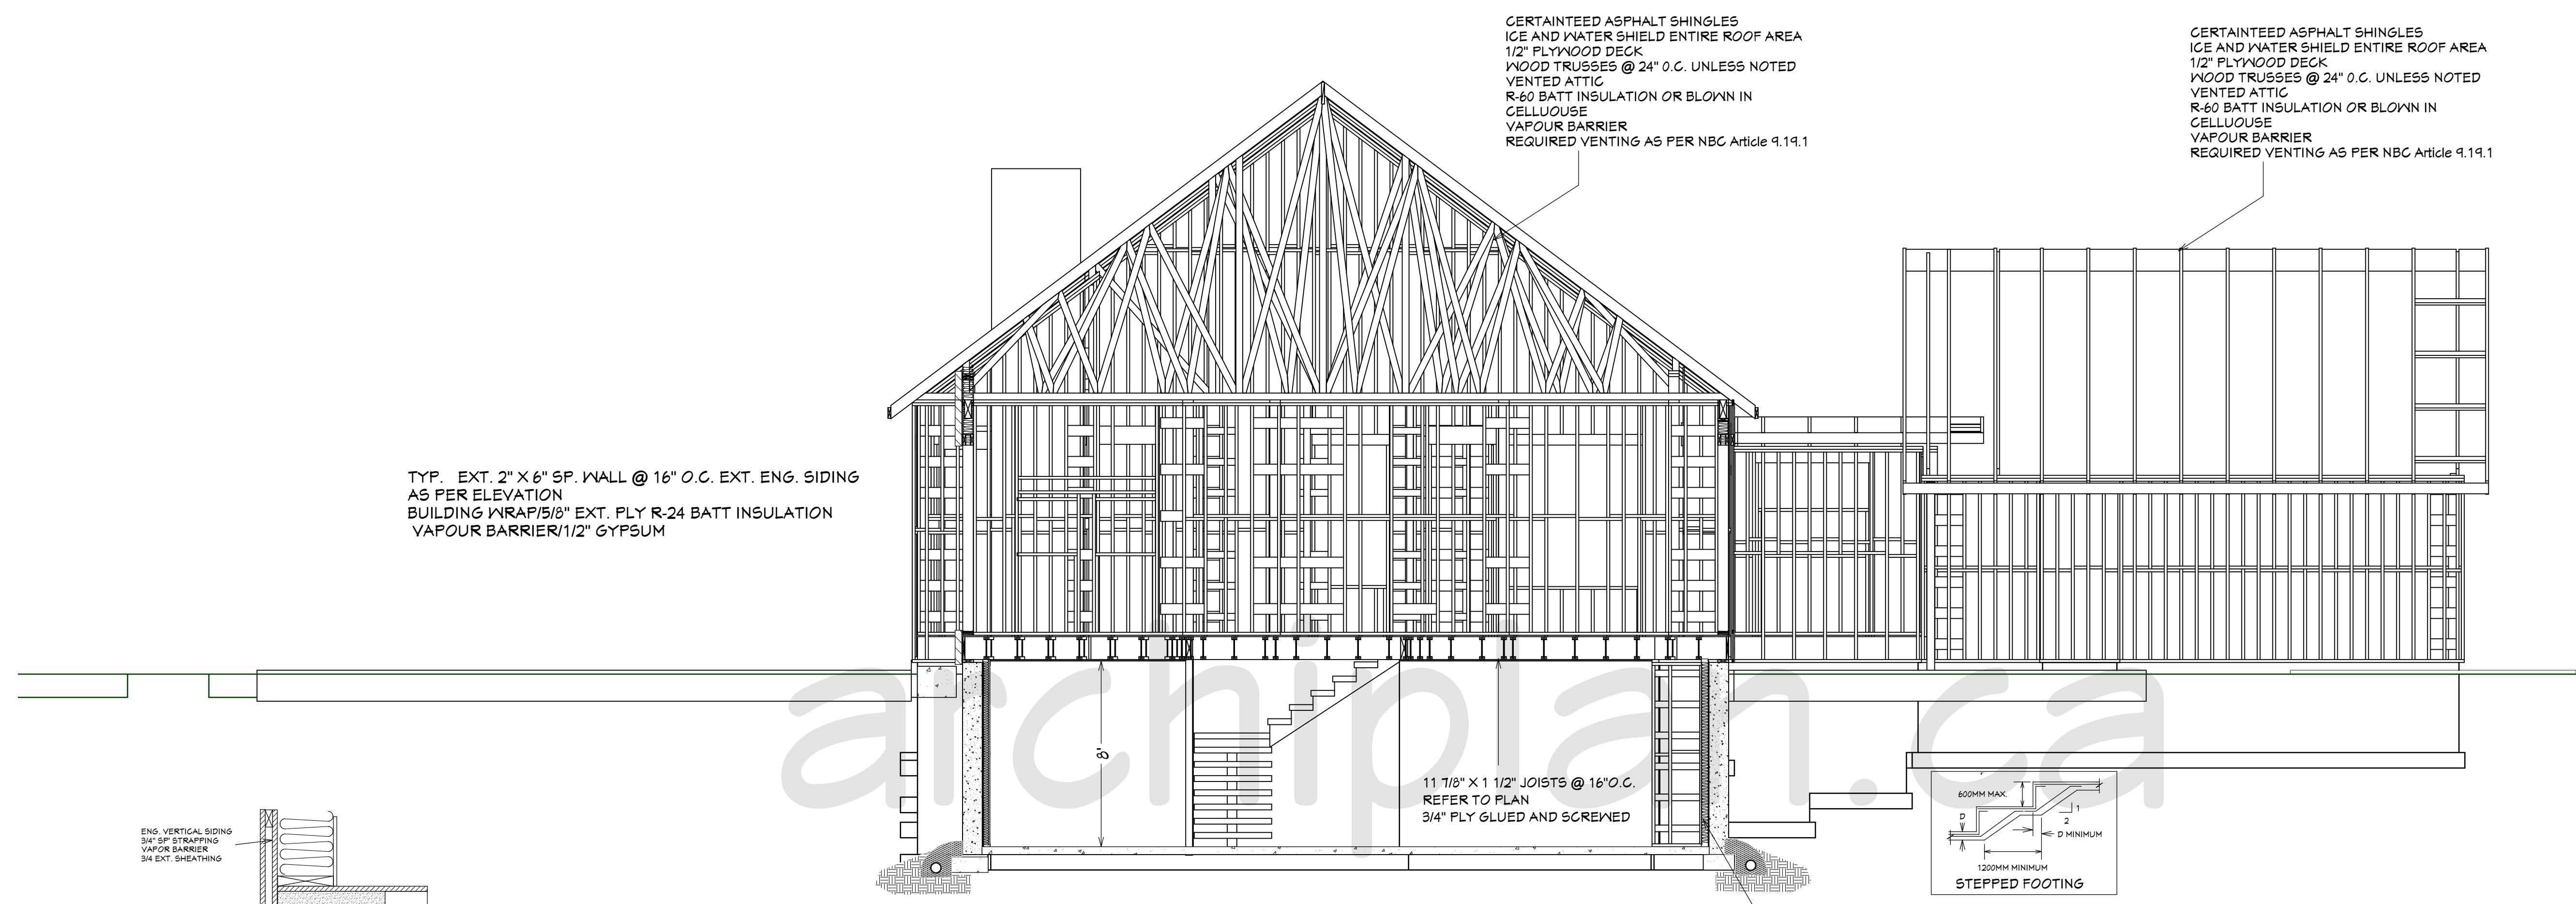 CERTAINTEED ASPHALT SHINGLES
ICE AND WATER SHIELD ENTIRE ROOF AREA
1/2" PLYWOOD DECK
WOOD TRUSSES @ 24" O.C. UNLESS NOTED
VENTED ATTIC
R-60 BATT INSULATION OR BLOWN IN
CELLUOUSE
VAPOUR BARRIER
REQUIRED VENTING AS PER NBC Article 9.19.1
CERTAINTEED ASPHALT SHINGLES
ICE AND WATER SHIELD ENTIRE ROOF AREA
1/2" PLYWOOD DECK
WOOD TRUSSES @ 24" O.C. UNLESS NOTED
VENTED ATTIC
R-60 BATT INSULATION OR BLOWN IN
CELLUOUSE
VAPOUR BARRIER
REQUIRED VENTING AS PER NBC Article 9.19.1
TYP. EXT. 2" X 6" SP. WALL @ 16" O.C. EXT. ENG. SIDING
AS PER ELEVATION
BUILDING WRAP/5/8" EXT. PLY R-24 BATT INSULATION
VAPOUR BARRIER/1/2" GYPSUM
archiplan.ca
8'
11 7/8" X 1 1/2" JOISTS @ 16"O.C.
REFER TO PLAN
3/4" PLY GLUED AND SCREWED
ENG. VERTICAL SIDING
3/4" SP STRAPPING
VAPOR BARRIER
3/4 EXT. SHEATHING
600MM MAX.
1
2
D
D MINIMUM
1200MM MINIMUM
STEPPED FOOTING